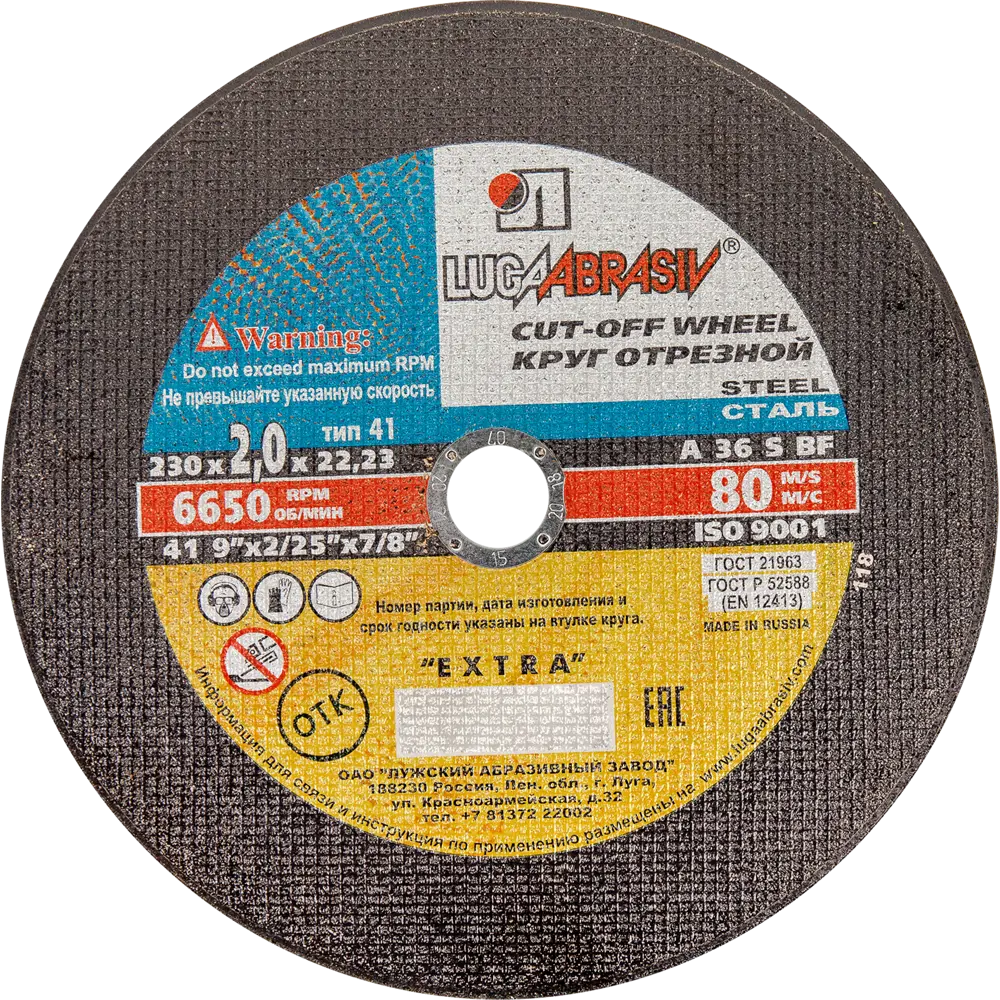 ЛА
LUGAABRASIV®
CUT-OFF WHEEL
КРУГ ОТРЕЗНОЙ
STEEL
СТАЛЬ
Warning:
Do not exceed maximum RPM
Не превышайте указанную скорость
тип 41
230 x 2,0 x 22,23
A 36 S BF
6650 RPM
ОБ/МИН
80 M/S
М/С
41 9"x2/25"x7/8"
ISO 9001
ГОСТ 21963
ГОСТ Р 52588
(EN 12413)
MADE IN RUSSIA
118
Номер партии, дата изготовления и
срок годности указаны на втулке круга.
"EXTRA"
ОТК
EAC
ОАО "ЛУЖСКИЙ АБРАЗИВНЫЙ ЗАВОД"
188230 Россия, Лен. обл., г. Луга,
ул. Красноармейская, д.32
тел. +7 81372 22002
Информация для связи и инструкция по применению размещены на www.lugaabrasiv.com